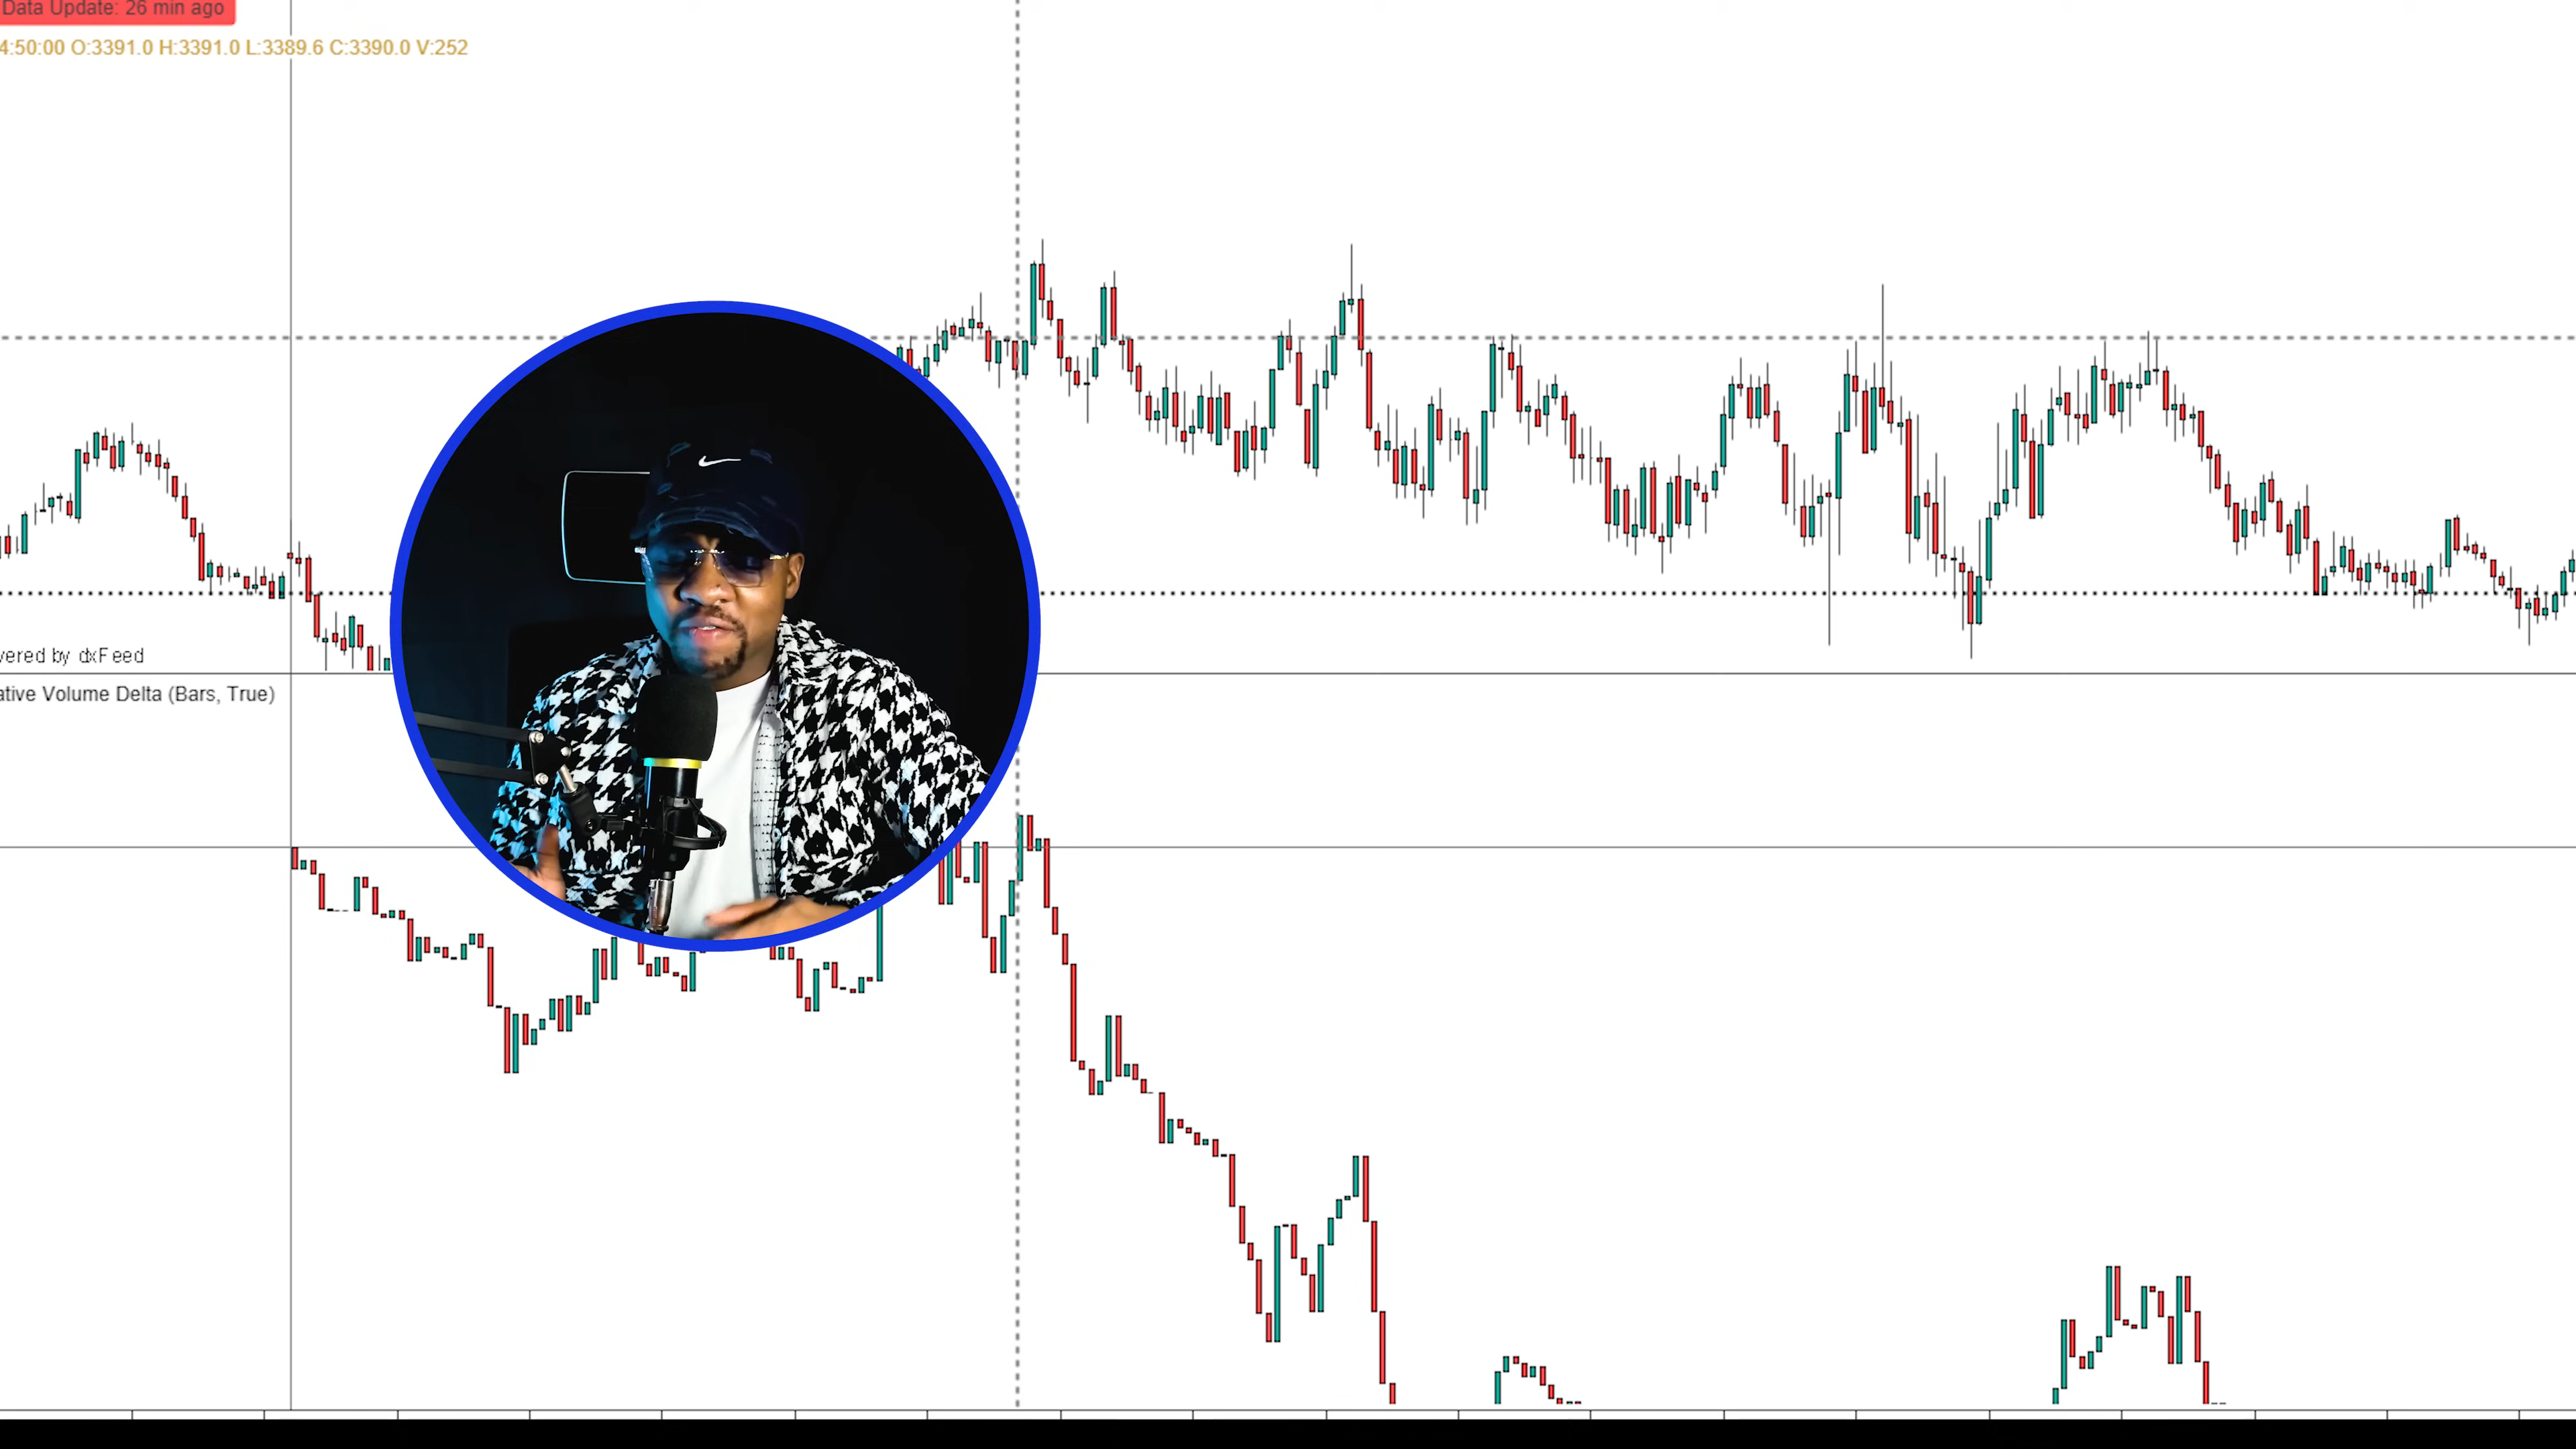 Data Update: 26 min ago
4:50:00 O:3391.0 H:3391.0 L:3389.6 C:3390.0 V:252
vered by dxFeed
ative Volume Delta (Bars, True)